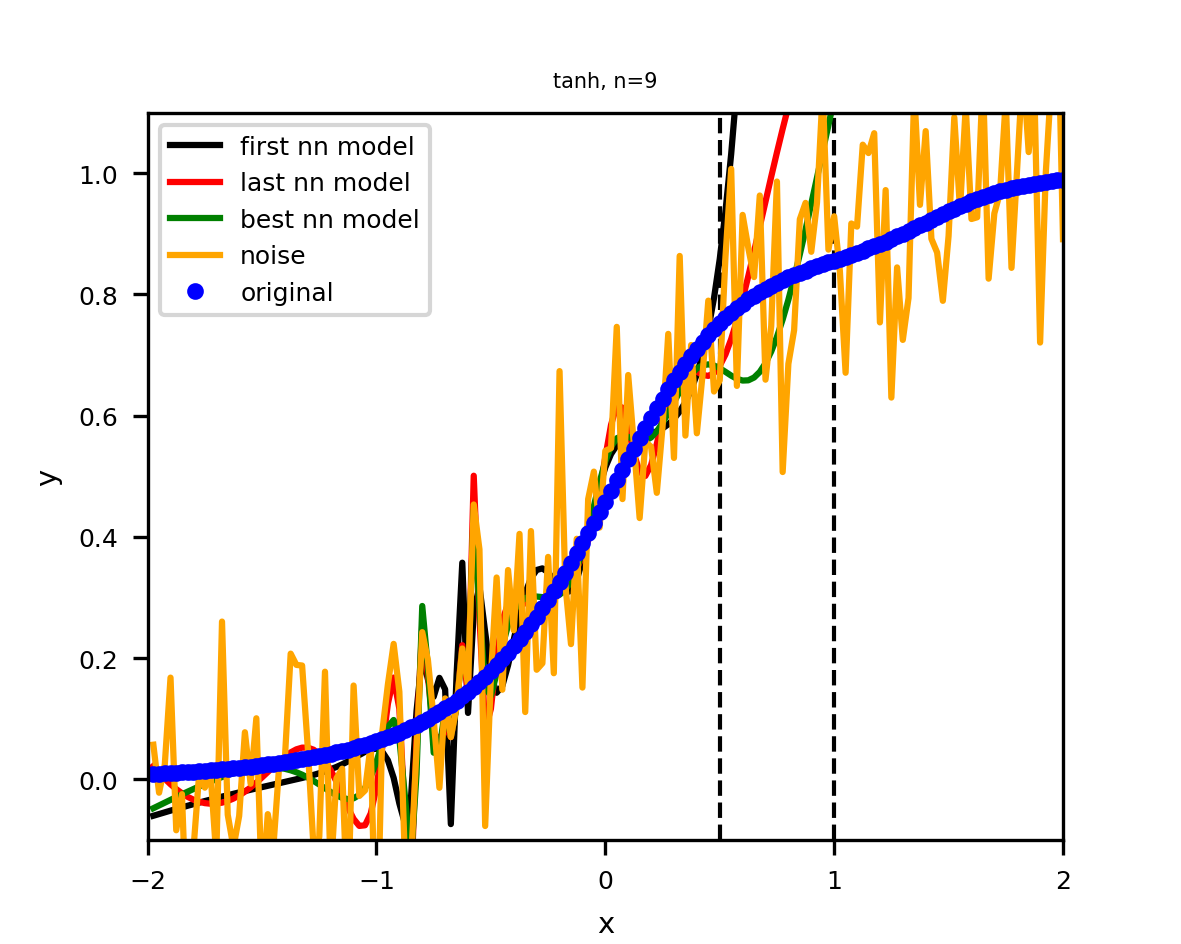 tanh, n=9
first nn model
last nn model
best nn model
noise
original
1.0
0.8
0.6
0.4
0.2
0.0
y
−2
−1
0
1
2
x